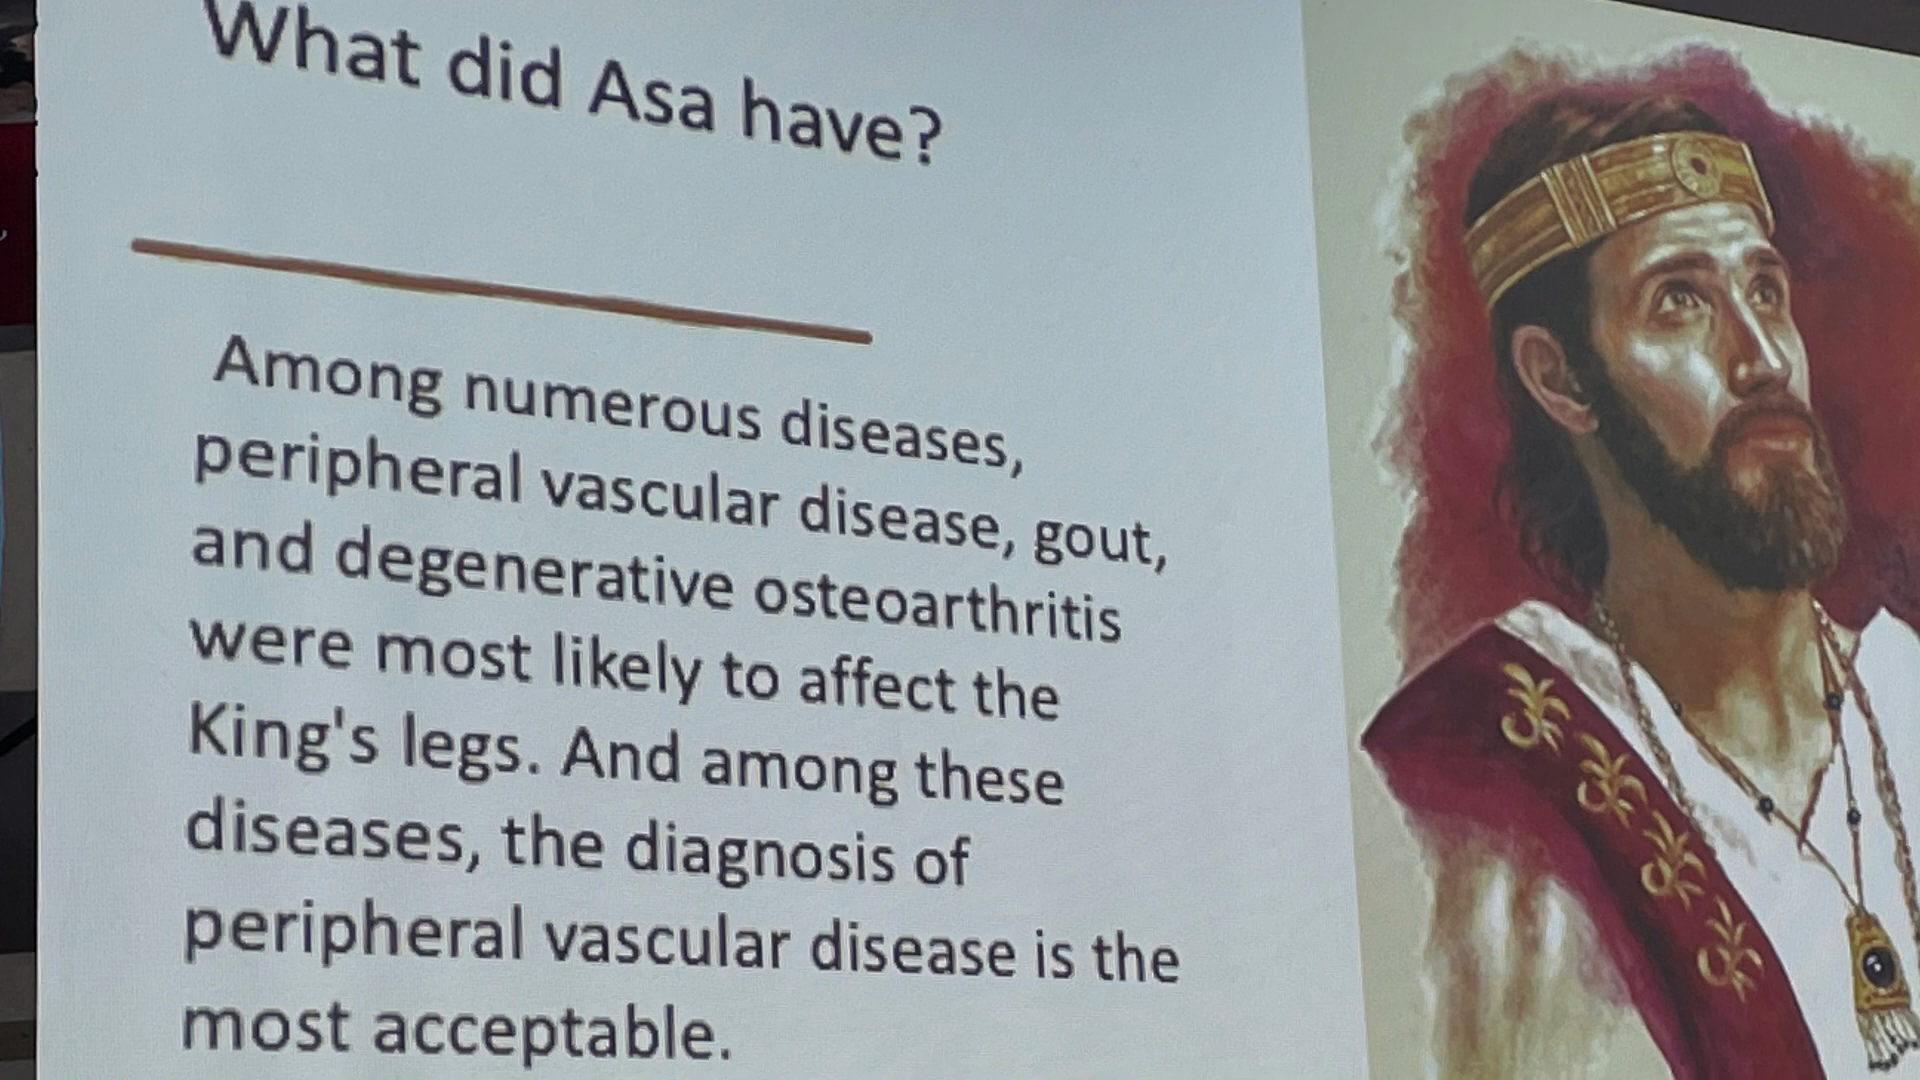 What did Asa have?
Among numerous diseases,
peripheral vascular disease, gout,
and degenerative osteoarthritis
were most likely to affect the
King's legs. And among these
diseases, the diagnosis of
peripheral vascular disease is the
most acceptable.